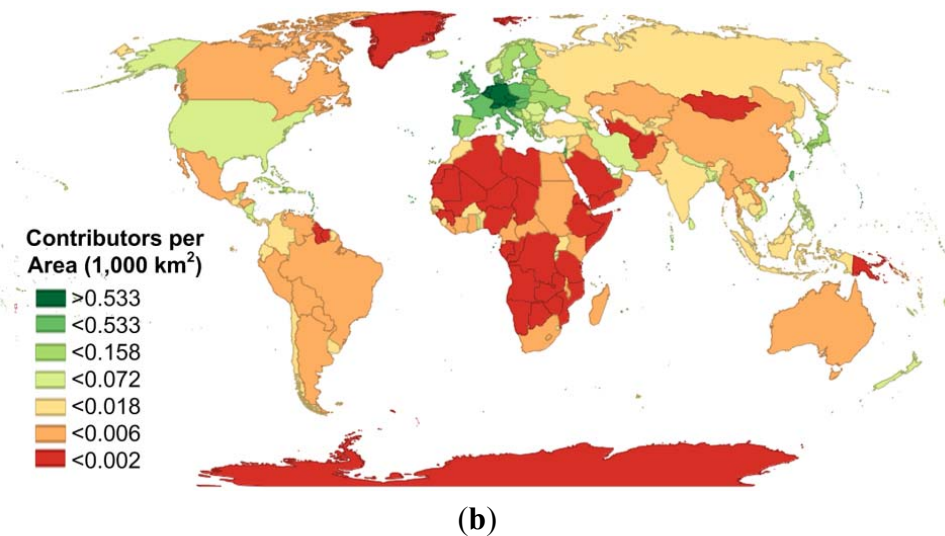 Contributors per
Area (1,000 km²)
>0.533
<0.533
<0.158
<0.072
<0.018
<0.006
<0.002
(b)